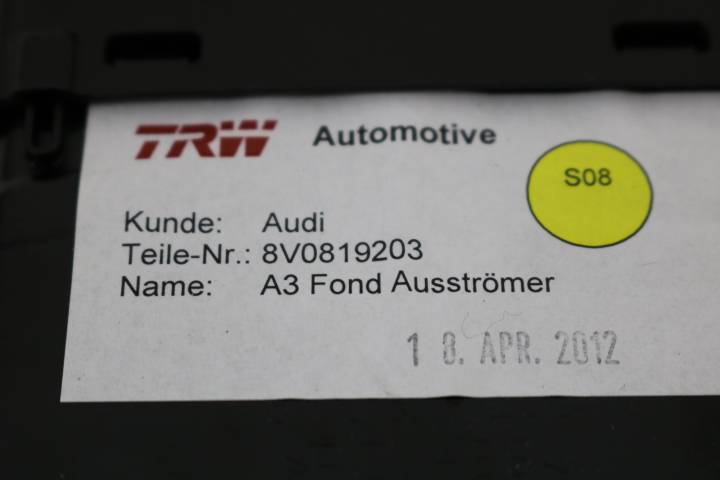 TRW Automotive
S08
Kunde: Audi
Teile-Nr.: 8V0819203
Name: A3 Fond Ausströmer
18. APR. 2012